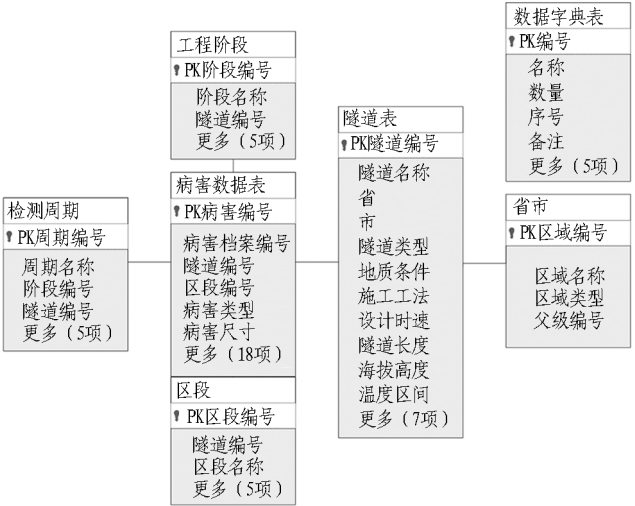 检测周期
PK周期编号
周期名称
阶段编号
隧道编号
更多（5项）
工程阶段
PK阶段编号
阶段名称
隧道编号
更多（5项）
病害数据表
PK病害编号
病害档案编号
隧道编号
区段编号
病害类型
病害尺寸
更多（18项）
区段
PK区段编号
隧道编号
区段名称
更多（5项）
隧道表
PK隧道编号
隧道名称
省
市
隧道类型
地质条件
施工工法
设计时速
隧道长度
海拔高度
温度区间
更多（7项）
数据字典表
PK编号
名称
数量
序号
备注
更多（5项）
省市
PK区域编号
区域名称
区域类型
父级编号